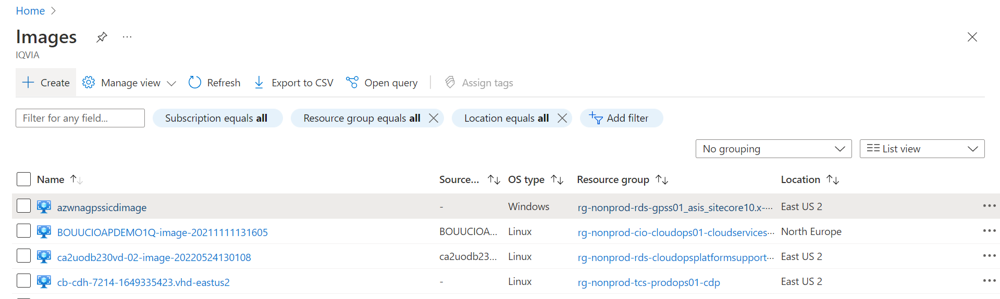 Home
Images
IQVIA
Create Manage view Refresh Export to CSV Open query Assign tags
Filter for any field... Subscription equals all Resource group equals all Location equals all Add filter
No grouping List view
Name Source... OS type Resource group Location
azwnagpssicdimage - Windows rg-nonprod-rds-gpss01_asis_sitecore10.x-... East US 2
BOUUCIOAPDEMO1Q-image-20211111131605 BOUUCIOA... Linux rg-nonprod-cio-cloudops01-cloudservices... North Europe
ca2uodb230vd-02-image-20220524130108 ca2uodb23... Linux rg-nonprod-rds-cloudopsplatformsupport... East US 2
cb-cdh-7214-1649335423.vhd-eastus2 - Linux rg-nonprod-tcs-prodops01-cdp East US 2